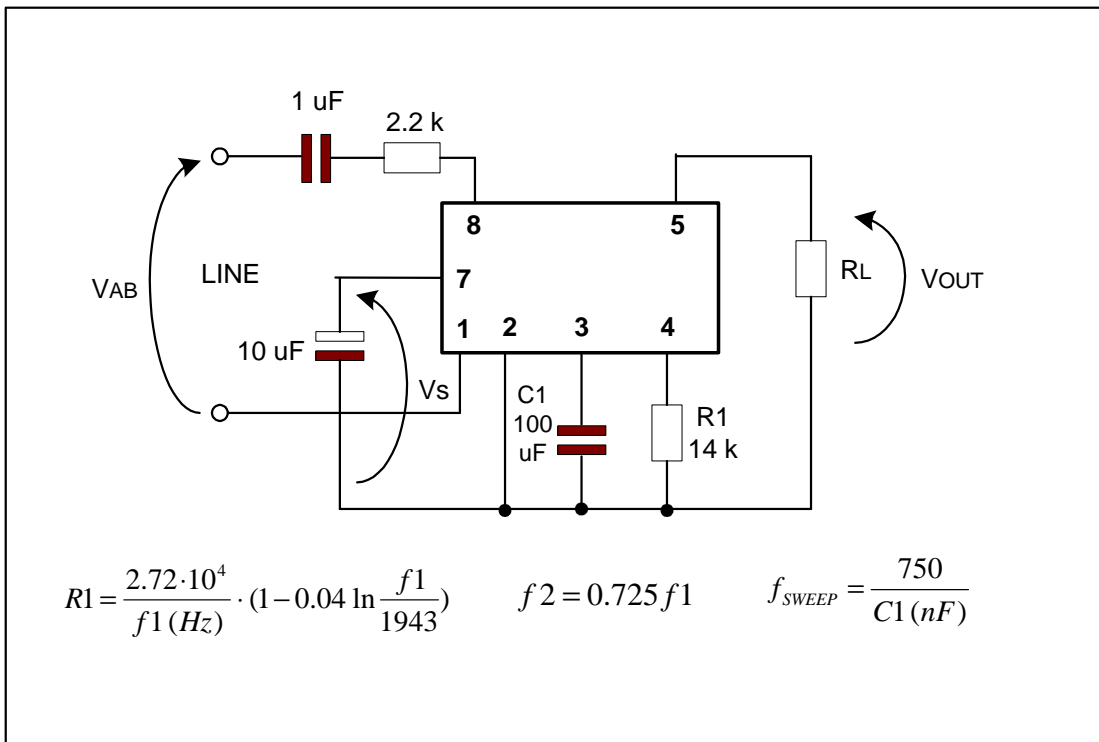 1 uF
2.2 k
8
5
VAB
LINE
7
RL
VOUT
1
2
3
4
10 uF
Vs
C1
100
uF
R1
14 k
R1 = 2.72·10⁴ / f1(Hz) · (1 − 0.04 ln f1 / 1943)
f2 = 0.725 f1
fSWEEP = 750 / C1(nF)